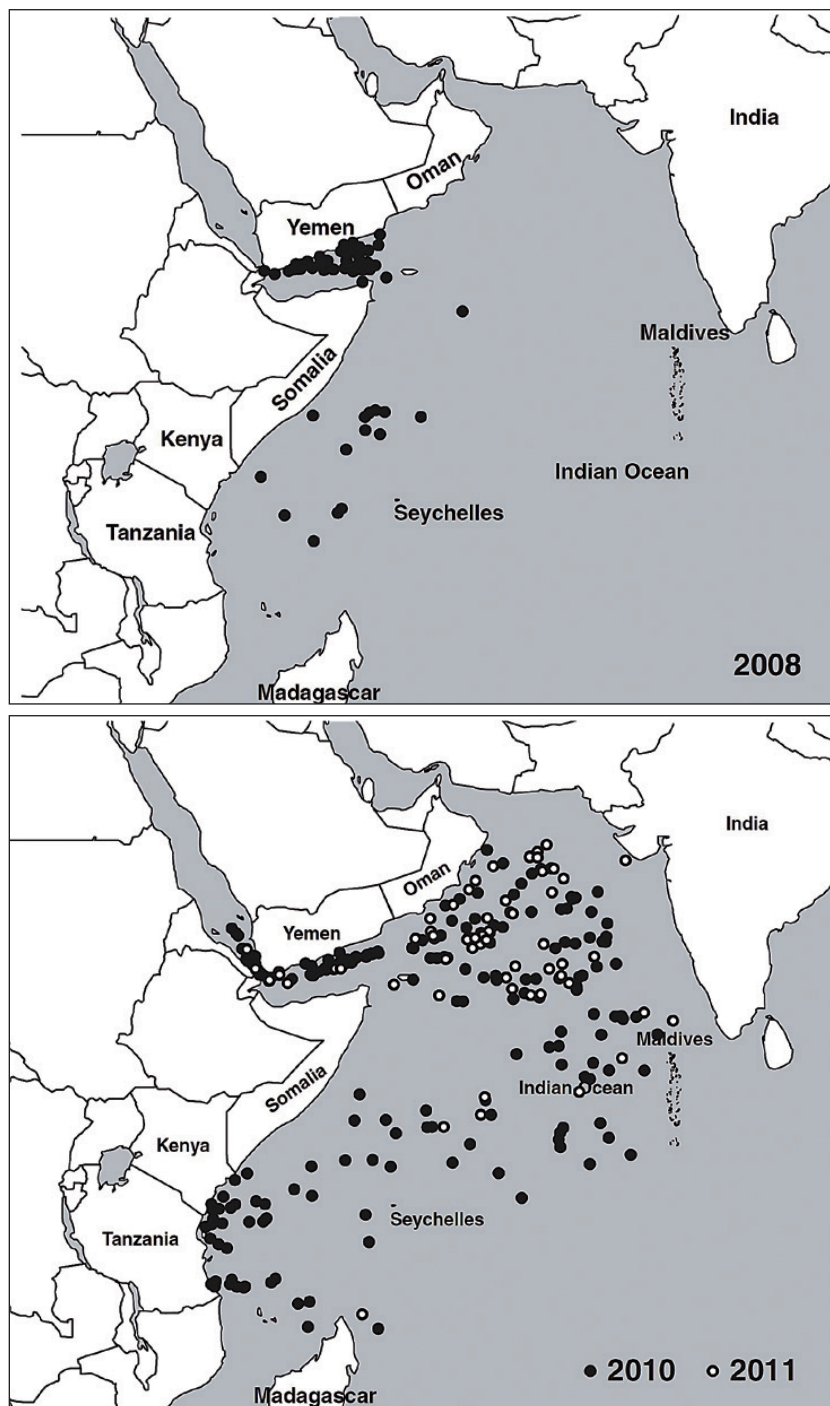 India
Oman
Yemen
Maldives
Somalia
Kenya
Indian Ocean
Seychelles
Tanzania
2008
Madagascar
India
Oman
Yemen
Maldives
Somalia
Indian Ocean
Kenya
Seychelles
Tanzania
2010 2011
Madagascar